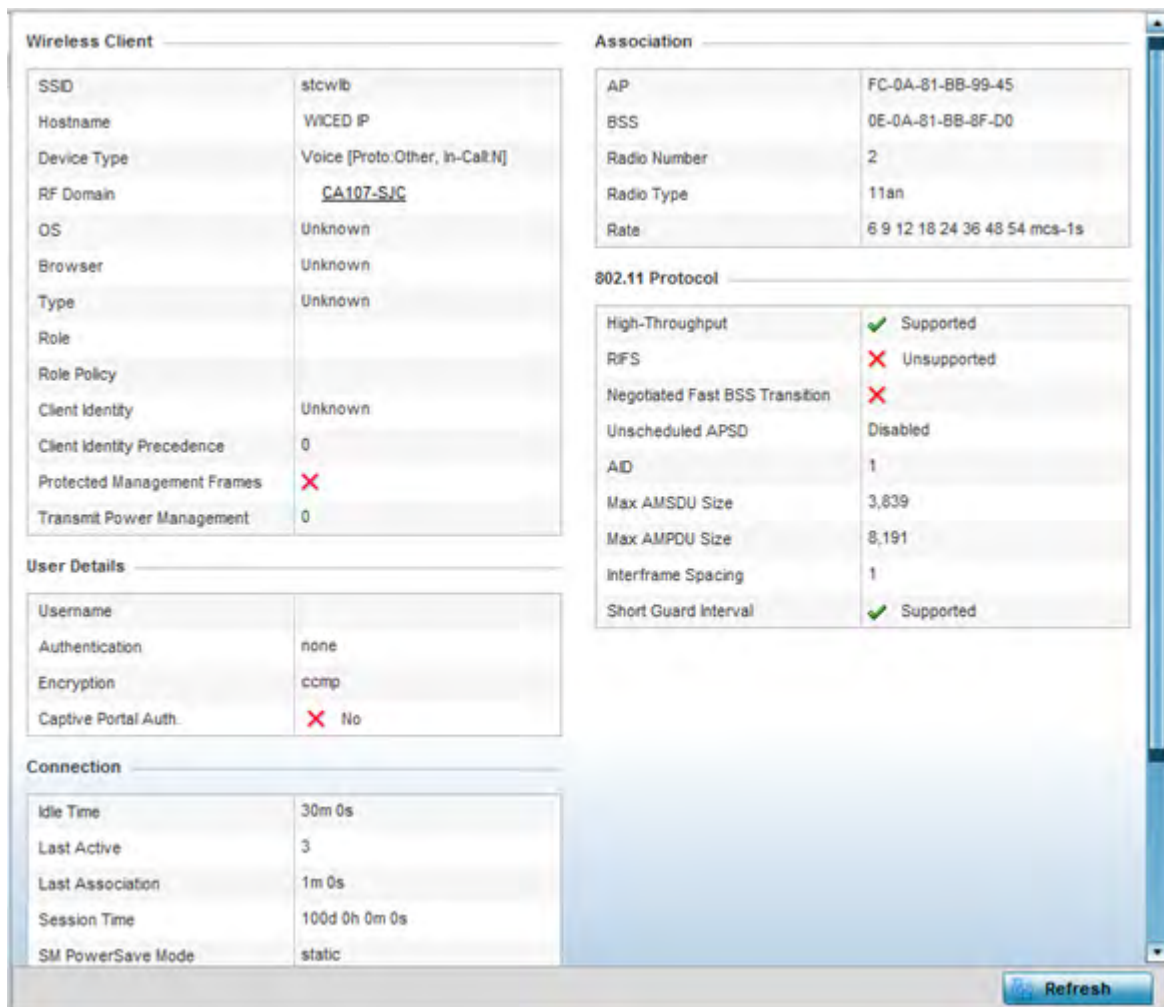 Wireless Client
SSID stcwlb
Hostname WICED IP
Device Type Voice [Proto:Other, In-Call:N]
RF Domain CA107-SJC
OS Unknown
Browser Unknown
Type Unknown
Role
Role Policy
Client Identity Unknown
Client Identity Precedence 0
Protected Management Frames
Transmit Power Management 0
User Details
Username
Authentication none
Encryption ccmp
Captive Portal Auth. No
Connection
Idle Time 30m 0s
Last Active 3
Last Association 1m 0s
Session Time 100d 0h 0m 0s
SM PowerSave Mode static
Association
AP FC-0A-81-BB-99-45
BSS 0E-0A-81-BB-8F-D0
Radio Number 2
Radio Type 11an
Rate 6 9 12 18 24 36 48 54 mcs-1s
802.11 Protocol
High-Throughput Supported
RIFS Unsupported
Negotiated Fast BSS Transition
Unscheduled APSD Disabled
AID 1
Max AMSDU Size 3,839
Max AMPDU Size 8,191
Interframe Spacing 1
Short Guard Interval Supported
Refresh